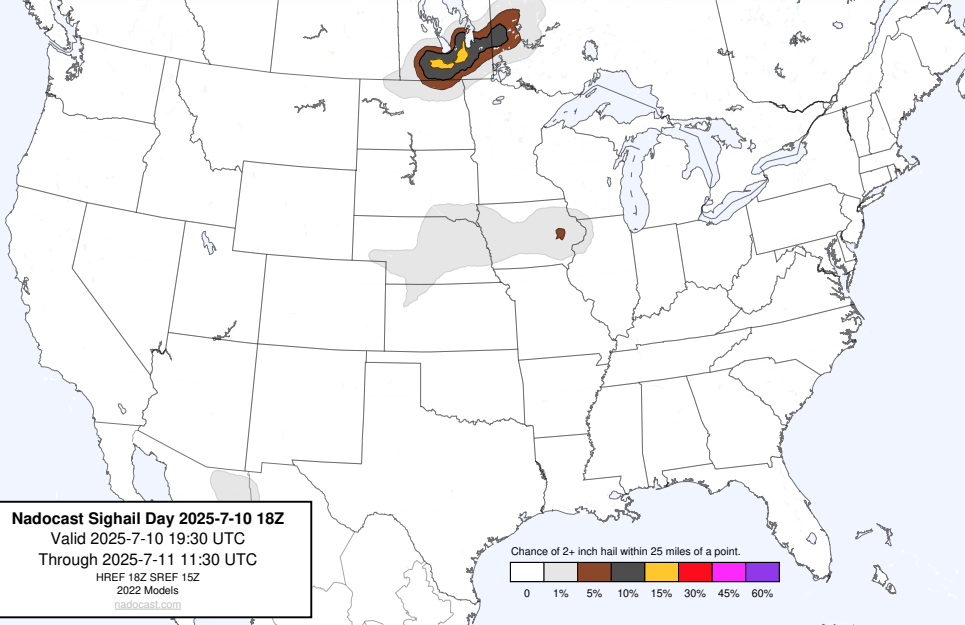 Nadocast Sighail Day 2025-7-10 18Z
Valid 2025-7-10 19:30 UTC
Through 2025-7-11 11:30 UTC
HREF 18Z SREF 15Z
2022 Models
nadocast.com
Chance of 2+ inch hail within 25 miles of a point.
0 1% 5% 10% 15% 30% 45% 60%